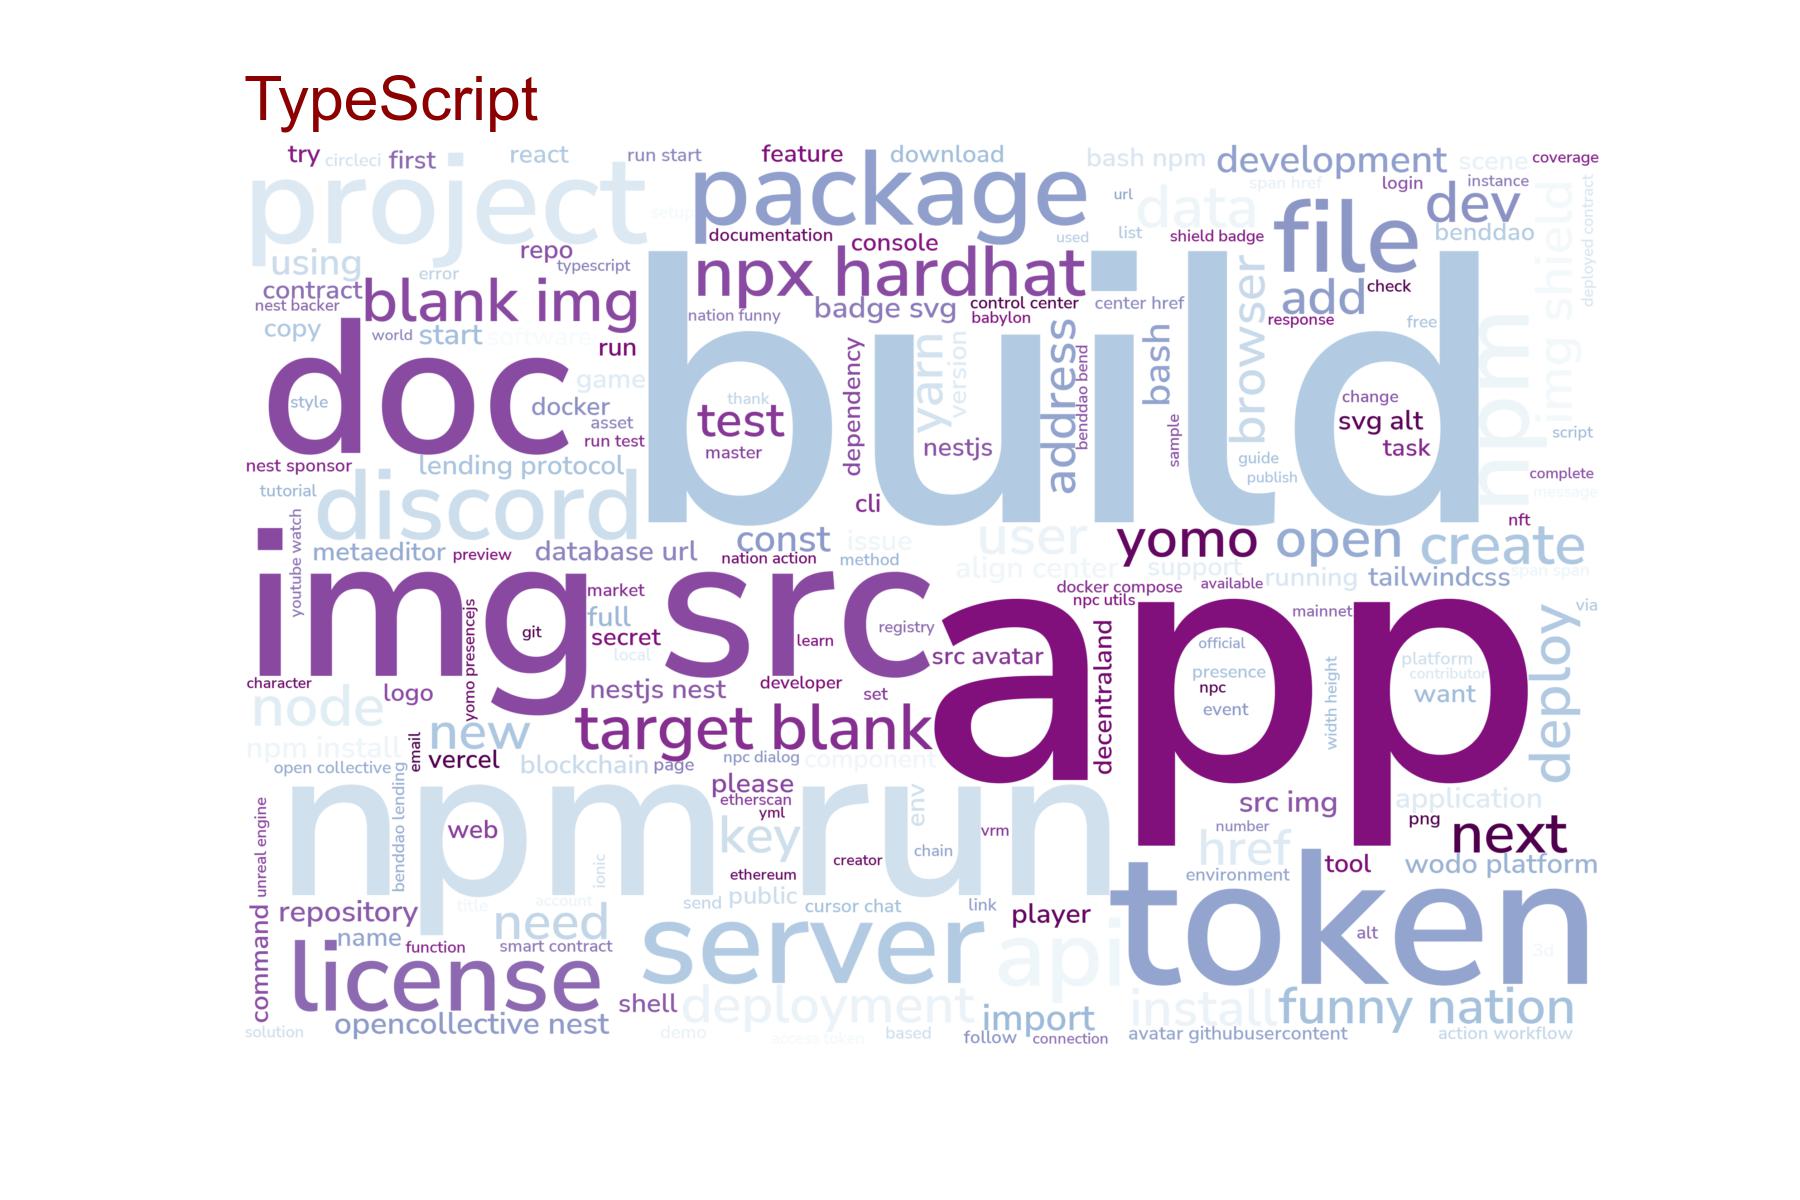 TypeScript
try circleci first react run start feature download bash npm development scene coverage
project package url data span href login instance dev
setup documentation console used list shield badge file benddao
repo typescript using error npx hardhat img shield deployed contract
contract nest backer blank img badge svg control center center href add check
copy world start software run nation funny babylon response free
doc build npm
game style docker asset run test thank test master dependency yarn version nestjs address benddao bend bash sample browser change svg alt task script
nest sponsor lending protocol guide publish complete
tutorial discord cli message
youtube watch metaeditor preview database url const issue user yomo open create nft
nation action method align center support running tailwindcss span span
img src market full docker compose available npc utils mainnet via
yomo presencejs git secret learn registry app official deploy
local src avatar decentraland presence npc event width height platform contributor want
character logo nestjs nest developer set
node new target blank
npm install email vercel blockchain page npc dialog component
open collective benddao lending please etherscan yml env src img application
npm run
unreal engine web key creator chain vrm number png next
ionic ethereum href tool wodo platform
title account send public cursor chat link environment
command repository need player token
name function smart contract server api alt 3d
license shell deployment install funny nation
solution opencollective nest demo access token based import follow connection avatar githubusercontent action workflow